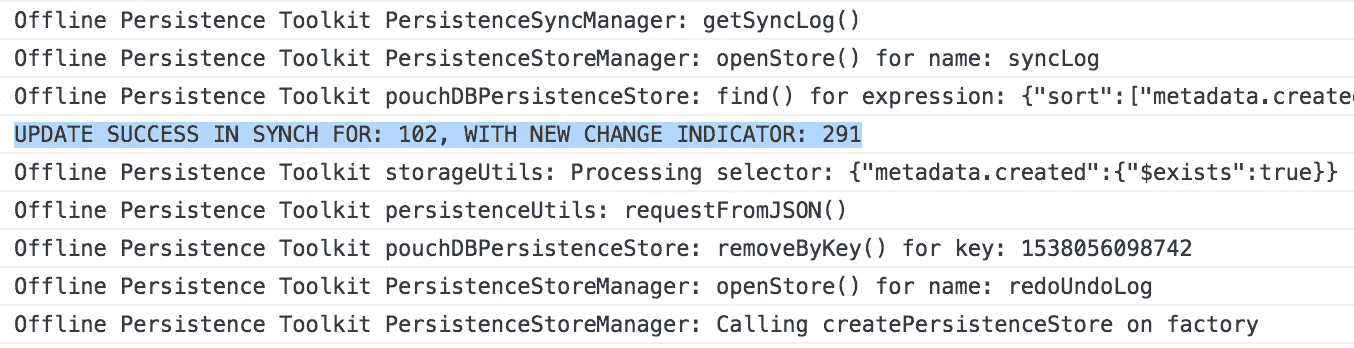 Offline Persistence Toolkit PersistenceSyncManager: getSyncLog()
Offline Persistence Toolkit PersistenceStoreManager: openStore() for name: syncLog
Offline Persistence Toolkit pouchDBPersistenceStore: find() for expression: {"sort":["metadata.create
UPDATE SUCCESS IN SYNCH FOR: 102, WITH NEW CHANGE INDICATOR: 291
Offline Persistence Toolkit storageUtils: Processing selector: {"metadata.created":{"$exists":true}}
Offline Persistence Toolkit persistenceUtils: requestFromJSON()
Offline Persistence Toolkit pouchDBPersistenceStore: removeByKey() for key: 1538056098742
Offline Persistence Toolkit PersistenceStoreManager: openStore() for name: redoUndoLog
Offline Persistence Toolkit PersistenceStoreManager: Calling createPersistenceStore on factory